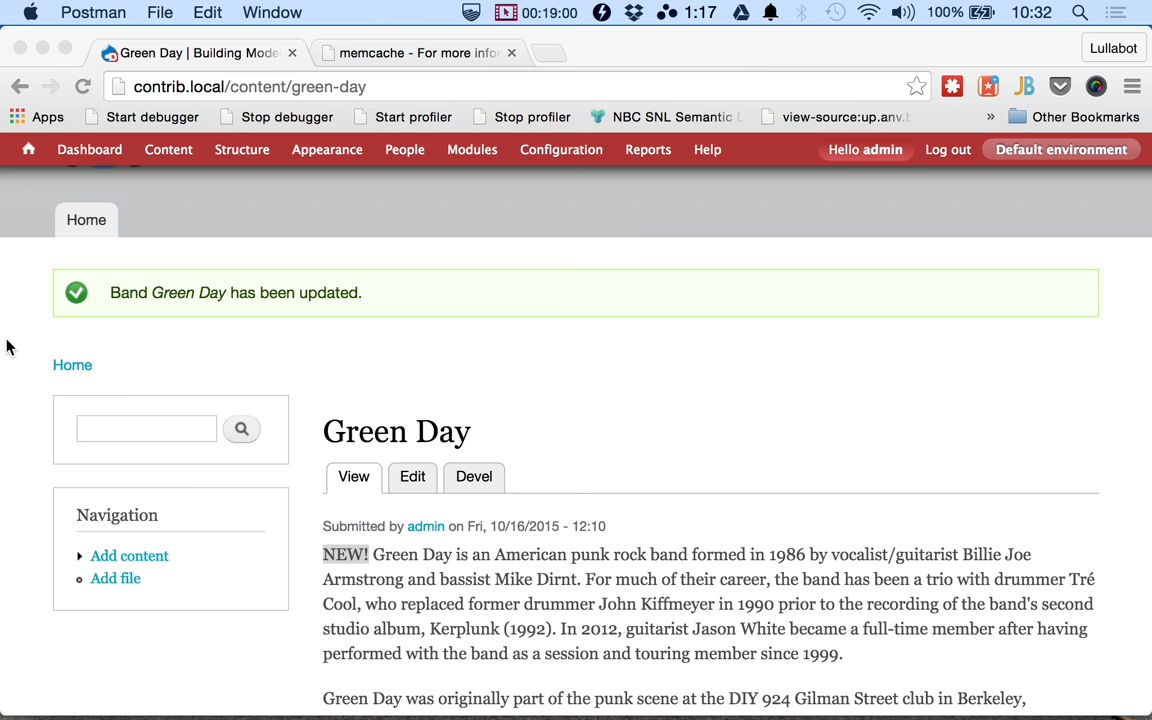 Postman File Edit Window 00:19:00 1:17 100% 10:32
Green Day | Building Mode
memcache - For more info
Lullabot
contrib.local/content/green-day
JB
Apps Start debugger Stop debugger Start profiler Stop profiler NBC SNL Semantic view-source:up.anv.b » Other Bookmarks
Dashboard Content Structure Appearance People Modules Configuration Reports Help Hello admin Log out Default environment
Home
Band Green Day has been updated.
Home
Green Day
View Edit Devel
Navigation
Add content
Add file
Submitted by admin on Fri, 10/16/2015 - 12:10
NEW! Green Day is an American punk rock band formed in 1986 by vocalist/guitarist Billie Joe
Armstrong and bassist Mike Dirnt. For much of their career, the band has been a trio with drummer Tré
Cool, who replaced former drummer John Kiffmeyer in 1990 prior to the recording of the band's second
studio album, Kerplunk (1992). In 2012, guitarist Jason White became a full-time member after having
performed with the band as a session and touring member since 1999.
Green Day was originally part of the punk scene at the DIY 924 Gilman Street club in Berkeley,